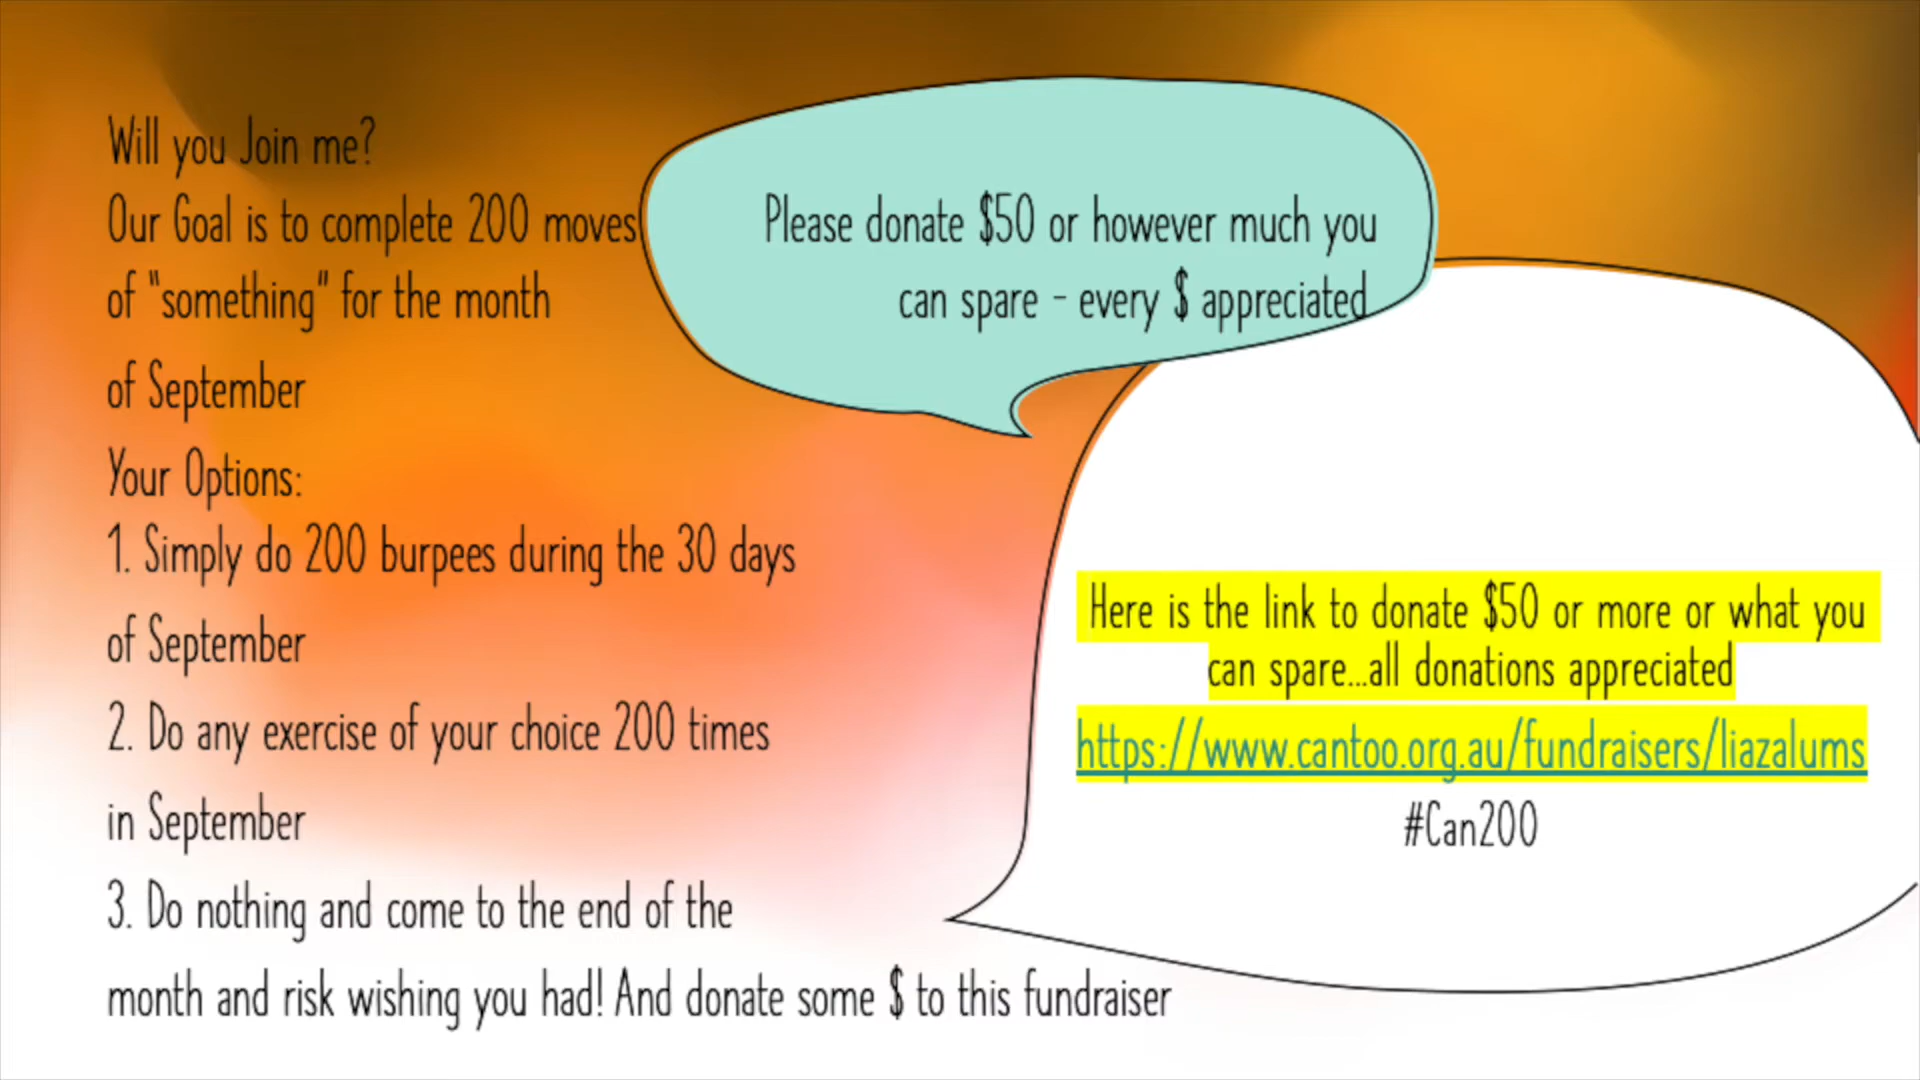 Will you Join me?
Our Goal is to complete 200 moves
of "something" for the month
of September
Your Options:
1. Simply do 200 burpees during the 30 days
of September
2. Do any exercise of your choice 200 times
in September
3. Do nothing and come to the end of the
month and risk wishing you had! And donate some $ to this fundraiser
Please donate $50 or however much you
can spare - every $ appreciated
Here is the link to donate $50 or more or what you
can spare...all donations appreciated
https://www.cantoo.org.au/fundraisers/liazalums
#Can200